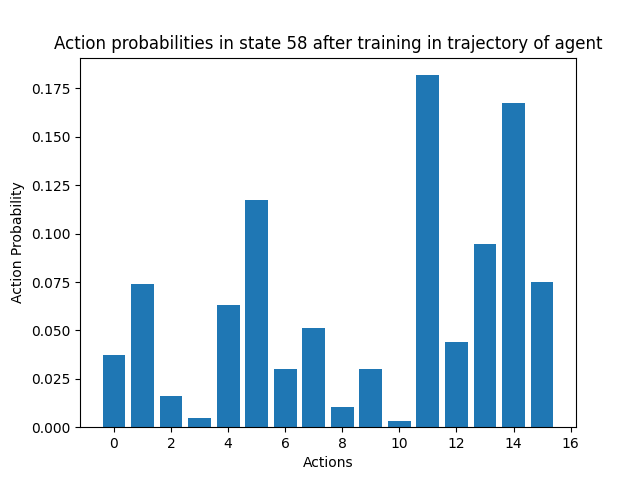 Action probabilities in state 58 after training in trajectory of agent
0.175
0.150
0.125
0.100
0.075
0.050
0.025
0.000
Action Probability
0 2 4 6 8 10 12 14 16
Actions